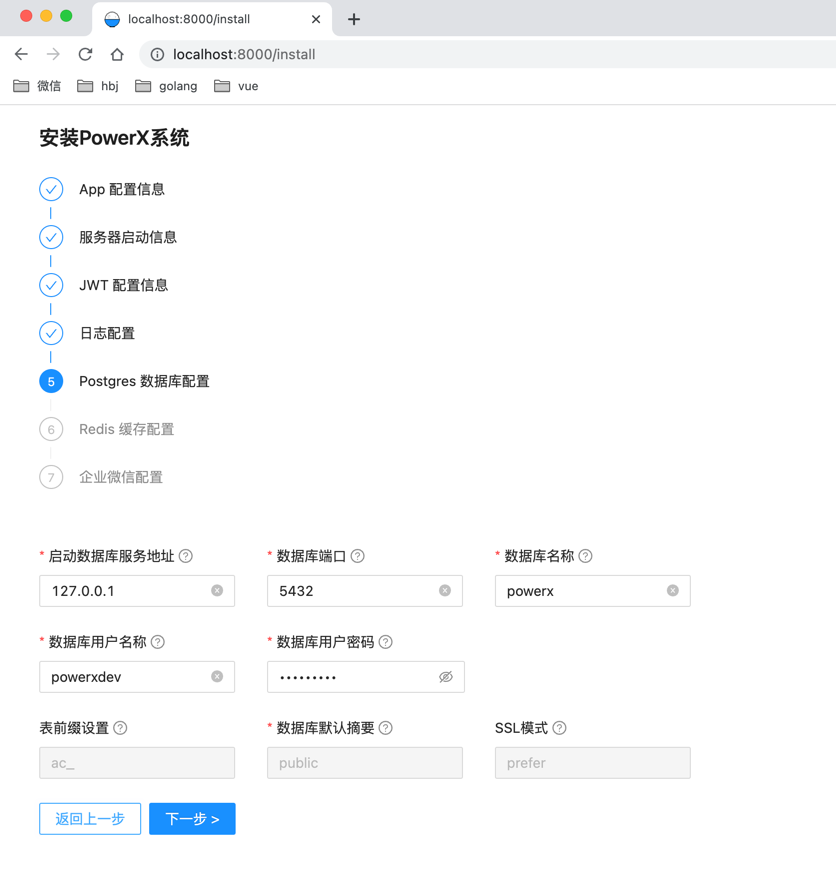 localhost:8000/install
localhost:8000/install
微信 hbj golang vue
安装PowerX系统
App 配置信息
服务器启动信息
JWT 配置信息
日志配置
5 Postgres 数据库配置
6 Redis 缓存配置
7 企业微信配置
* 启动数据库服务地址 * 数据库端口 * 数据库名称
127.0.0.1 5432 powerx
* 数据库用户名称 * 数据库用户密码
powerxdev •••••••••
表前缀设置 * 数据库默认摘要 SSL模式
ac_ public prefer
返回上一步 下一步 >